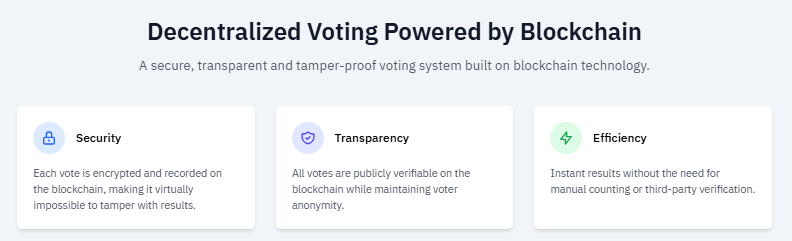 Decentralized Voting Powered by Blockchain
A secure, transparent and tamper-proof voting system built on blockchain technology.
Security
Each vote is encrypted and recorded on
the blockchain, making it virtually
impossible to tamper with results.
Transparency
All votes are publicly verifiable on the
blockchain while maintaining voter
anonymity.
Efficiency
Instant results without the need for
manual counting or third-party verification.